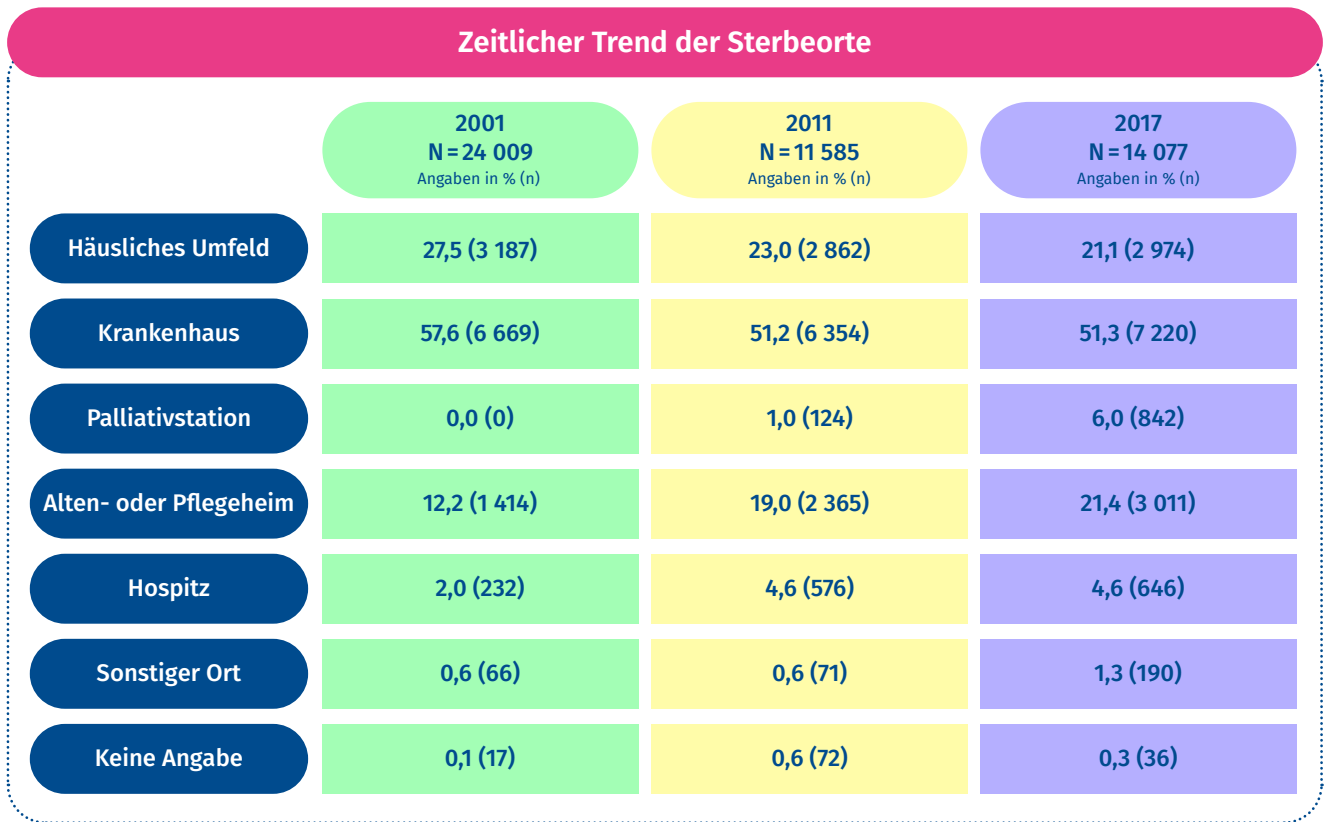 Zeitlicher Trend der Sterbeorte
2001
N = 24 009
Angaben in % (n)
2011
N = 11 585
Angaben in % (n)
2017
N = 14 077
Angaben in % (n)
Häusliches Umfeld 27,5 (3 187) 23,0 (2 862) 21,1 (2 974)
Krankenhaus 57,6 (6 669) 51,2 (6 354) 51,3 (7 220)
Palliativstation 0,0 (0) 1,0 (124) 6,0 (842)
Alten- oder Pflegeheim 12,2 (1 414) 19,0 (2 365) 21,4 (3 011)
Hospitz 2,0 (232) 4,6 (576) 4,6 (646)
Sonstiger Ort 0,6 (66) 0,6 (71) 1,3 (190)
Keine Angabe 0,1 (17) 0,6 (72) 0,3 (36)